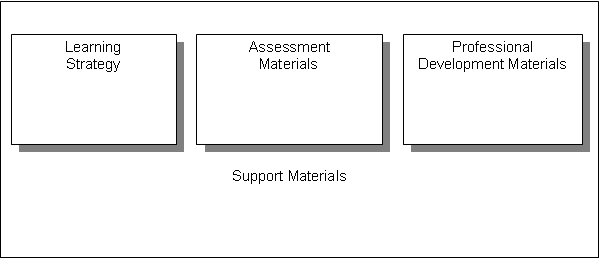 Learning
Strategy
Assessment
Materials
Professional
Development Materials
Support Materials